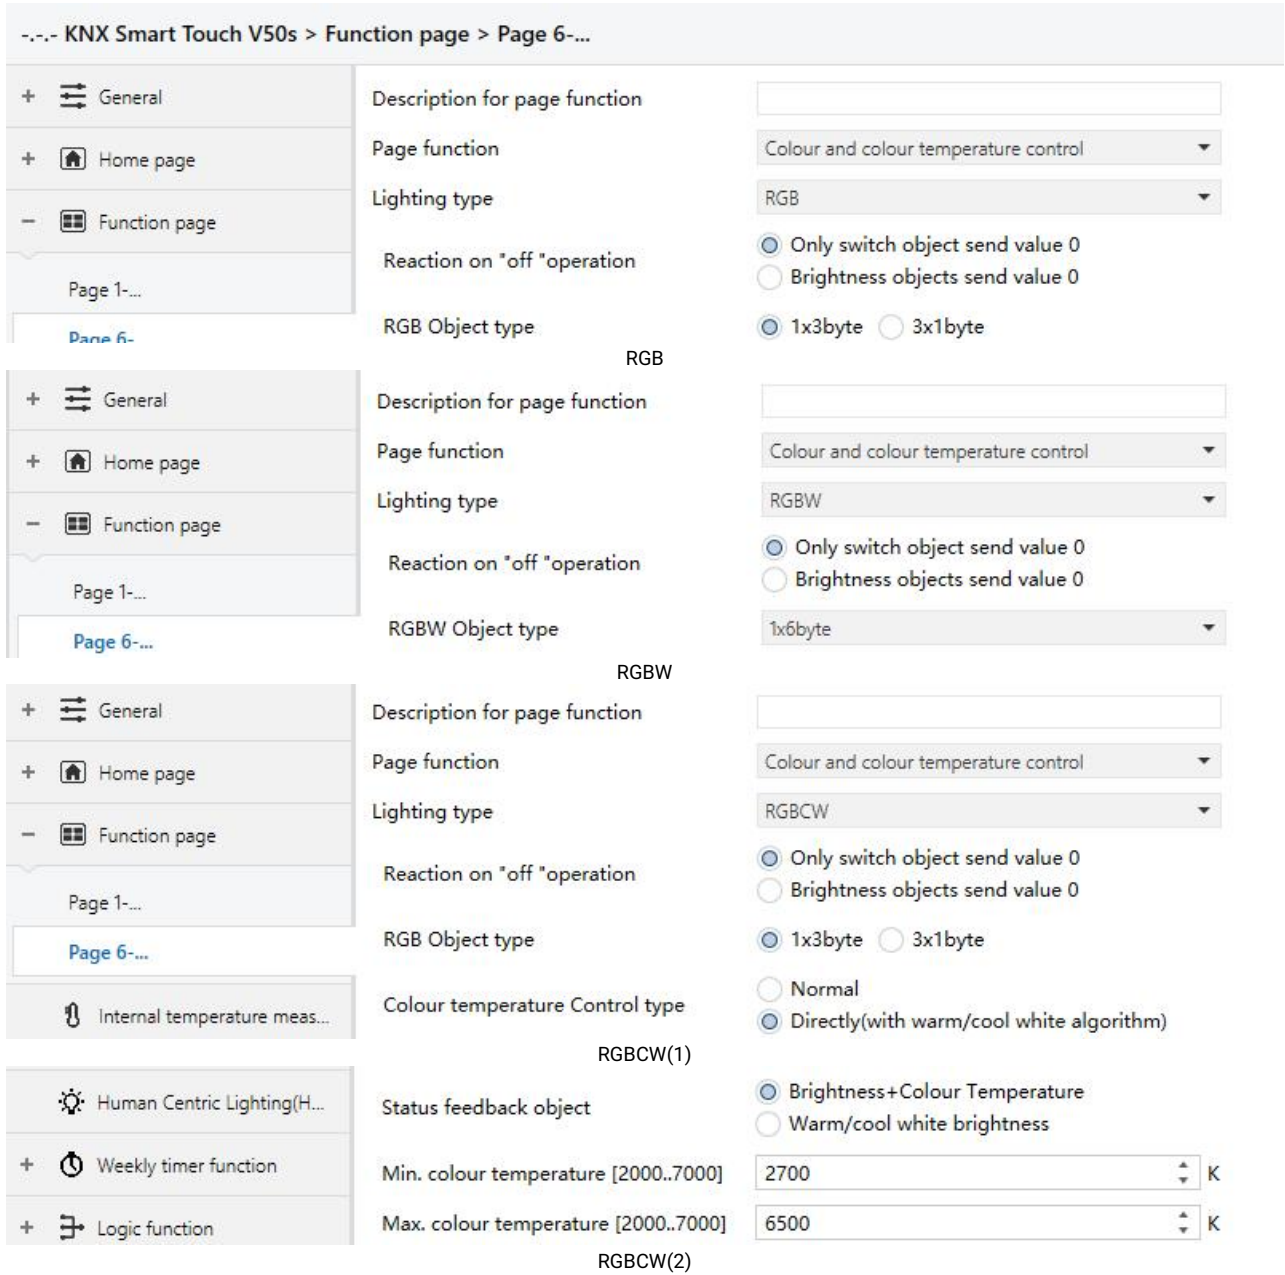 -.-.- KNX Smart Touch V50s > Function page > Page 6-...
+ General
Description for page function
Page function Colour and colour temperature control
+ Home page
Lighting type RGB
− Function page
Reaction on "off "operation
Only switch object send value 0
Brightness objects send value 0
Page 1-...
RGB Object type 1x3byte 3x1byte
Page 6-
RGB
+ General
Description for page function
Page function Colour and colour temperature control
+ Home page
Lighting type RGBW
− Function page
Reaction on "off "operation
Only switch object send value 0
Brightness objects send value 0
Page 1-...
RGBW Object type 1x6byte
Page 6-...
RGBW
+ General
Description for page function
Page function Colour and colour temperature control
+ Home page
Lighting type RGBCW
− Function page
Reaction on "off "operation
Only switch object send value 0
Brightness objects send value 0
Page 1-...
RGB Object type 1x3byte 3x1byte
Page 6-...
Colour temperature Control type
Normal
Directly(with warm/cool white algorithm)
Internal temperature meas...
RGBCW(1)
Human Centric Lighting(H...
Status feedback object
Brightness+Colour Temperature
Warm/cool white brightness
+ Weekly timer function
Min. colour temperature [2000..7000] 2700 K
+ Logic function
Max. colour temperature [2000..7000] 6500 K
RGBCW(2)